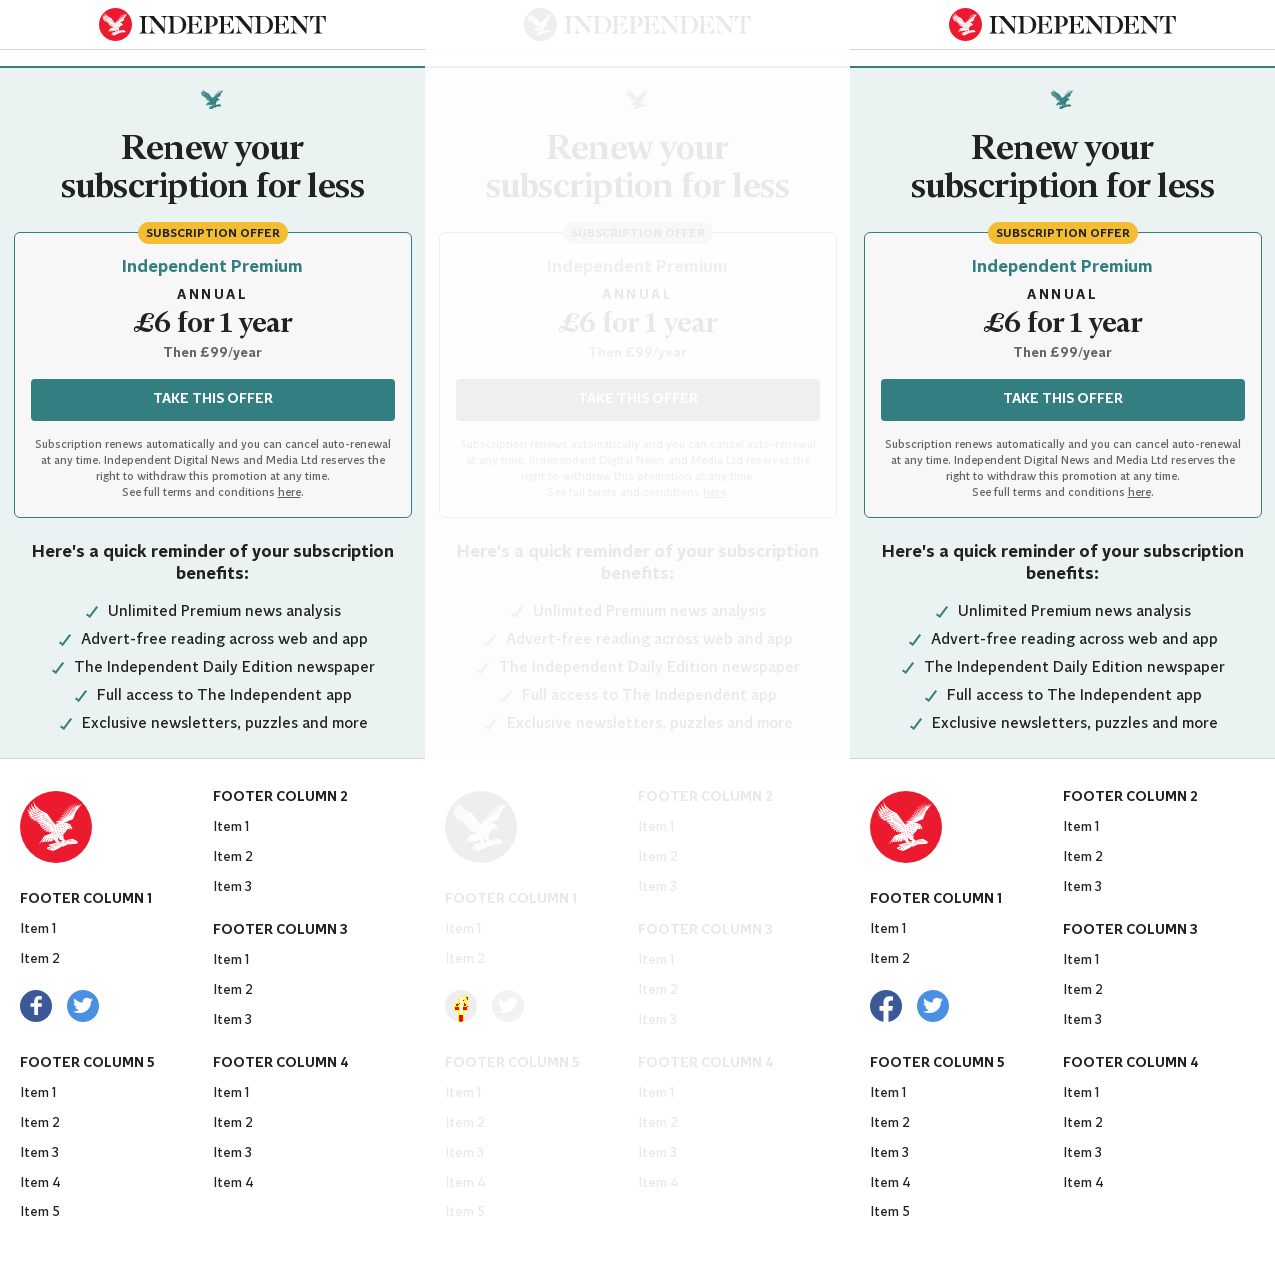 INDEPENDENT
Renew your
subscription for less
SUBSCRIPTION OFFER
Independent Premium
ANNUAL
£6 for 1 year
Then £99/year
TAKE THIS OFFER
Subscription renews automatically and you can cancel auto-renewal
at any time. Independent Digital News and Media Ltd reserves the
right to withdraw this promotion at any time.
See full terms and conditions here.
Here's a quick reminder of your subscription
benefits:
Unlimited Premium news analysis
Advert-free reading across web and app
The Independent Daily Edition newspaper
Full access to The Independent app
Exclusive newsletters, puzzles and more
FOOTER COLUMN 1
Item 1
Item 2
FOOTER COLUMN 5
Item 1
Item 2
Item 3
Item 4
Item 5
FOOTER COLUMN 2
Item 1
Item 2
Item 3
FOOTER COLUMN 3
Item 1
Item 2
Item 3
FOOTER COLUMN 4
Item 1
Item 2
Item 3
Item 4
INDEPENDENT
Renew your
subscription for less
SUBSCRIPTION OFFER
Independent Premium
ANNUAL
£6 for 1 year
Then £99/year
TAKE THIS OFFER
Subscription renews automatically and you can cancel auto-renewal
at any time. Independent Digital News and Media Ltd reserves the
right to withdraw this promotion at any time.
See full terms and conditions here.
Here's a quick reminder of your subscription
benefits:
Unlimited Premium news analysis
Advert-free reading across web and app
The Independent Daily Edition newspaper
Full access to The Independent app
Exclusive newsletters, puzzles and more
FOOTER COLUMN 1
Item 1
Item 2
FOOTER COLUMN 5
Item 1
Item 2
Item 3
Item 4
Item 5
FOOTER COLUMN 2
Item 1
Item 2
Item 3
FOOTER COLUMN 3
Item 1
Item 2
Item 3
FOOTER COLUMN 4
Item 1
Item 2
Item 3
Item 4
INDEPENDENT
Renew your
subscription for less
SUBSCRIPTION OFFER
Independent Premium
ANNUAL
£6 for 1 year
Then £99/year
TAKE THIS OFFER
Subscription renews automatically and you can cancel auto-renewal
at any time. Independent Digital News and Media Ltd reserves the
right to withdraw this promotion at any time.
See full terms and conditions here.
Here's a quick reminder of your subscription
benefits:
Unlimited Premium news analysis
Advert-free reading across web and app
The Independent Daily Edition newspaper
Full access to The Independent app
Exclusive newsletters, puzzles and more
FOOTER COLUMN 1
Item 1
Item 2
FOOTER COLUMN 5
Item 1
Item 2
Item 3
Item 4
Item 5
FOOTER COLUMN 2
Item 1
Item 2
Item 3
FOOTER COLUMN 3
Item 1
Item 2
Item 3
FOOTER COLUMN 4
Item 1
Item 2
Item 3
Item 4